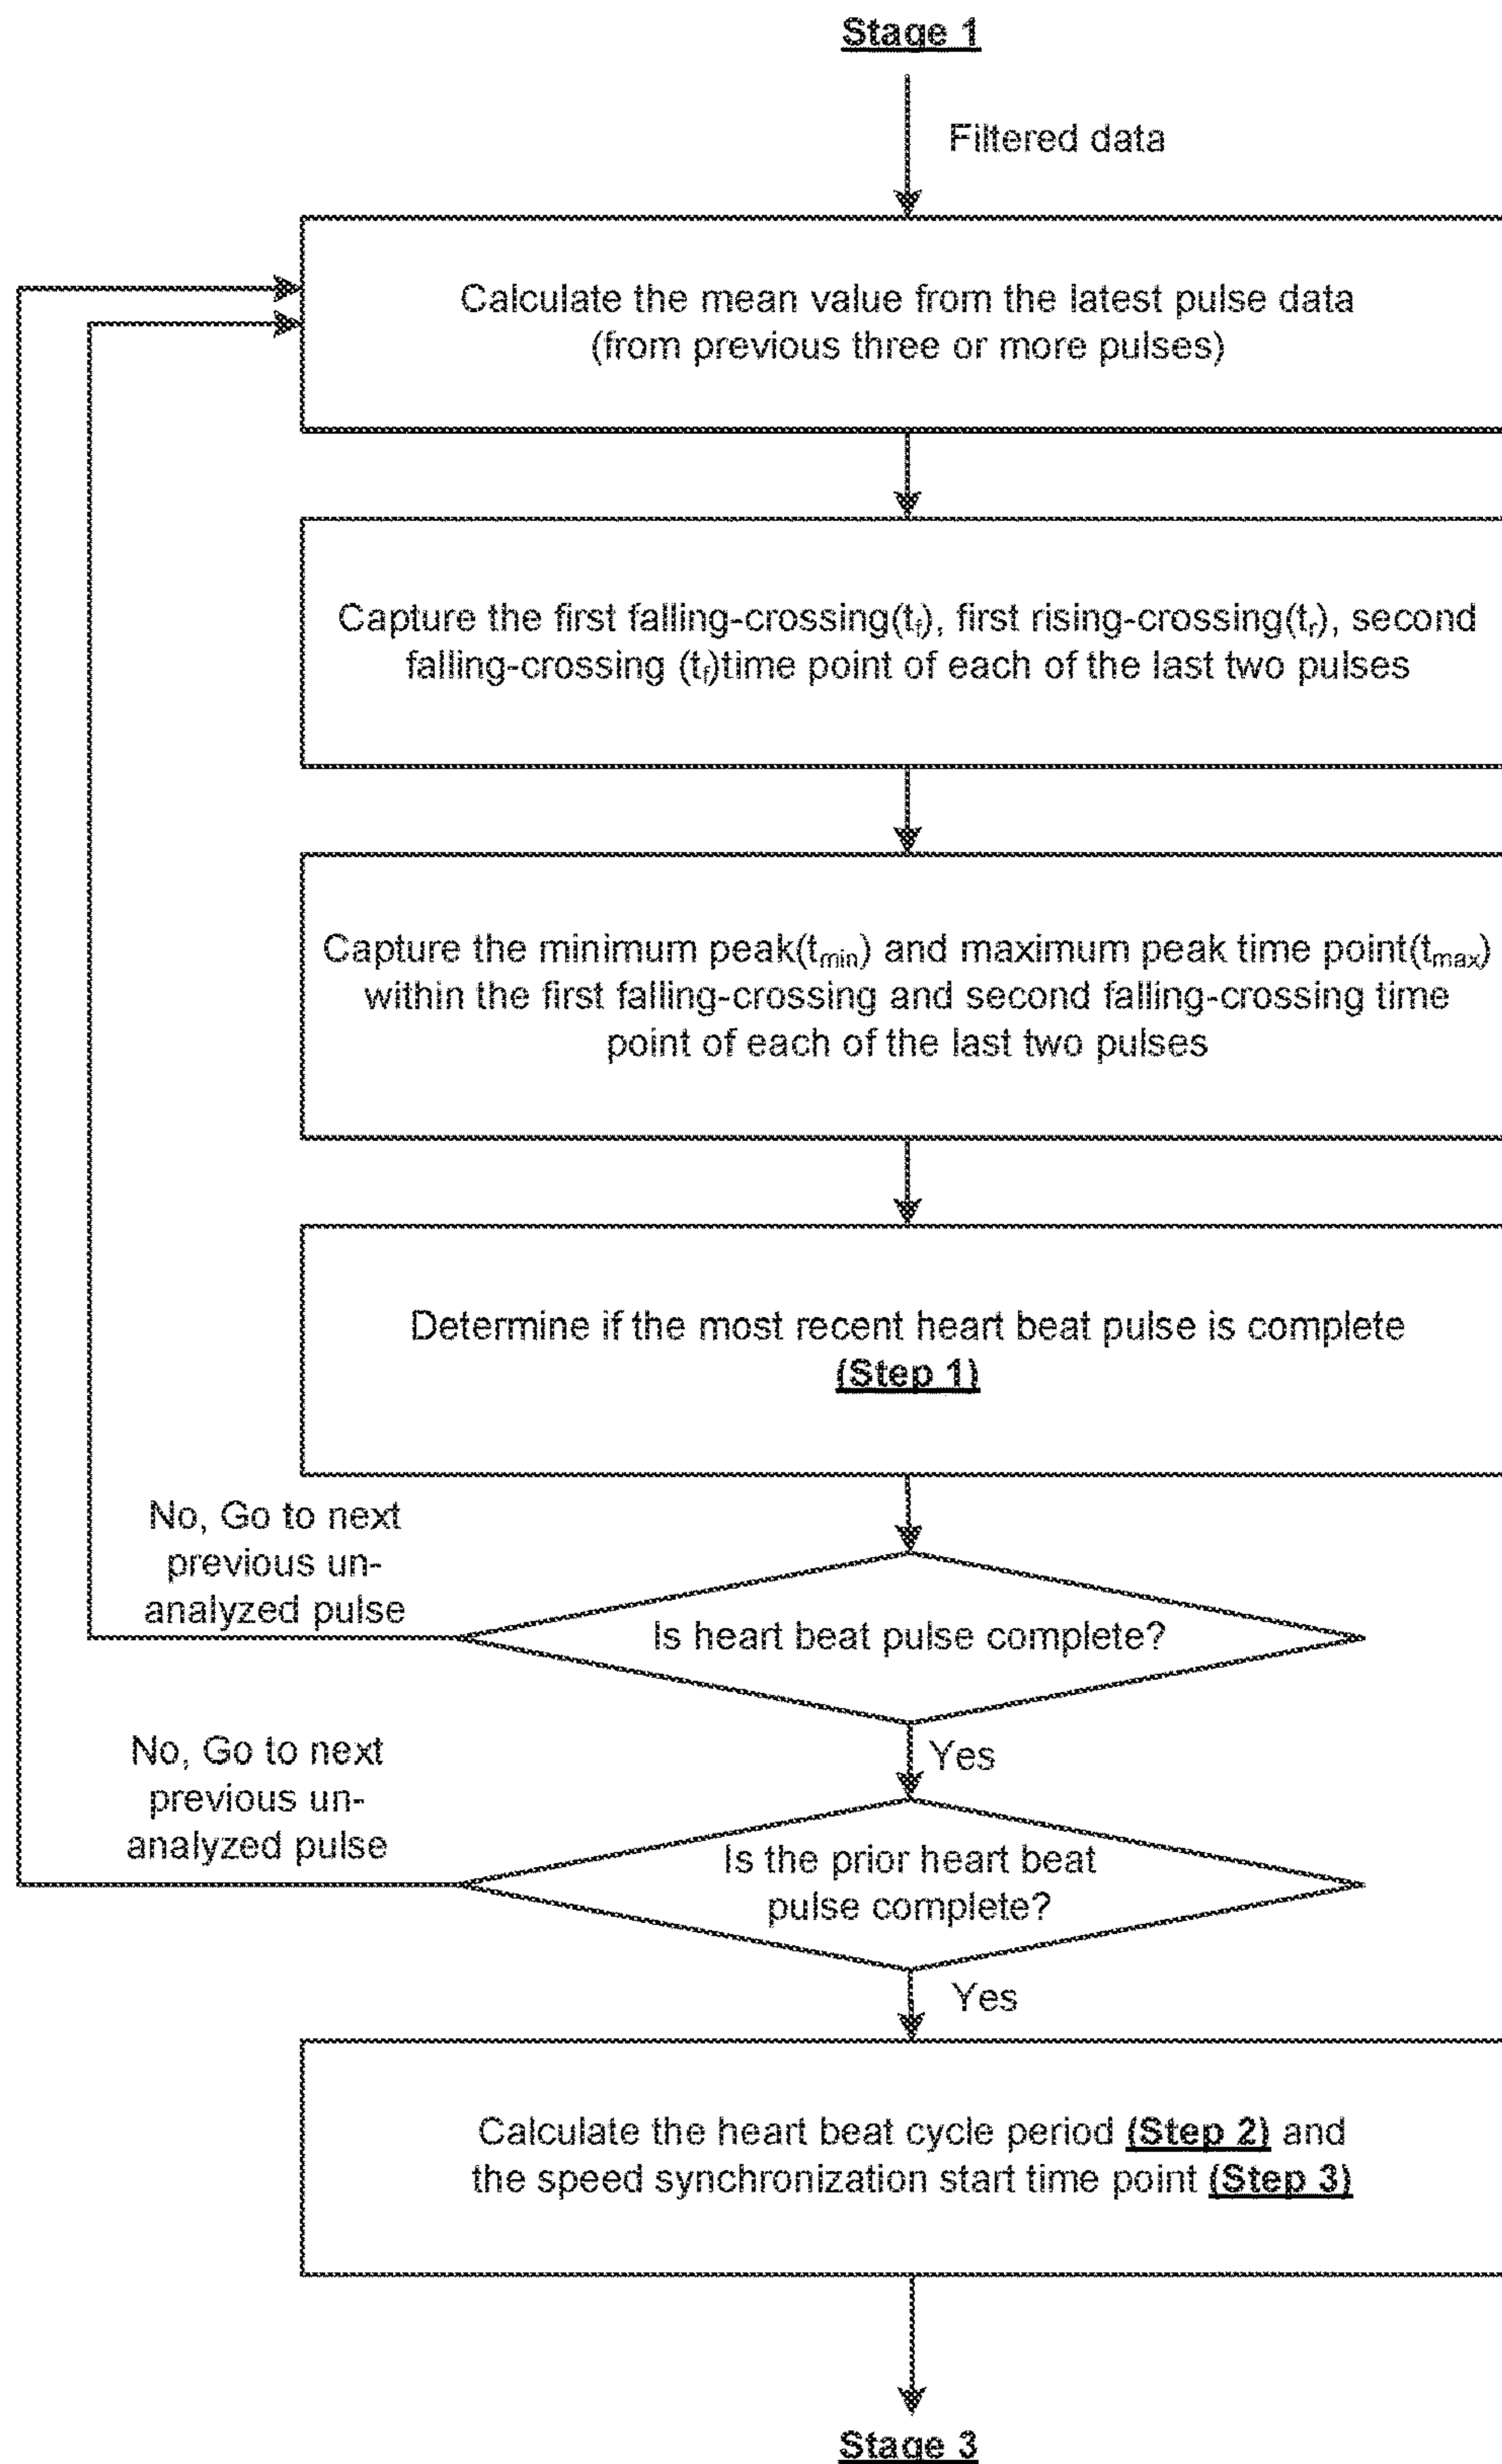 Stage 1
Filtered data
Calculate the mean value from the latest pulse data
(from previous three or more pulses)
Capture the first falling-crossing(tf), first rising-crossing(tr), second
falling-crossing (tf)time point of each of the last two pulses
Capture the minimum peak(tmin) and maximum peak time point(tmax)
within the first falling-crossing and second falling-crossing time
point of each of the last two pulses
Determine if the most recent heart beat pulse is complete
(Step 1)
No, Go to next
previous un-
analyzed pulse
Is heart beat pulse complete?
Yes
No, Go to next
previous un-
analyzed pulse
Is the prior heart beat
pulse complete?
Yes
Calculate the heart beat cycle period (Step 2) and
the speed synchronization start time point (Step 3)
Stage 3